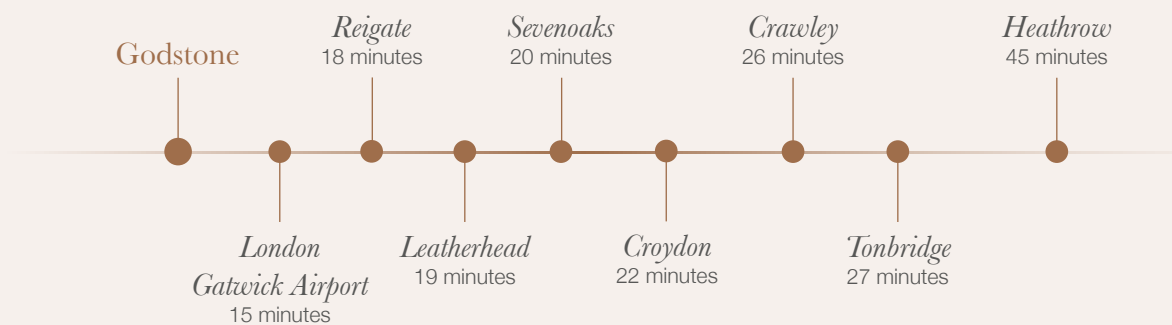 Godstone
London
Gatwick Airport
15 minutes
Reigate
18 minutes
Leatherhead
19 minutes
Sevenoaks
20 minutes
Croydon
22 minutes
Crawley
26 minutes
Tonbridge
27 minutes
Heathrow
45 minutes